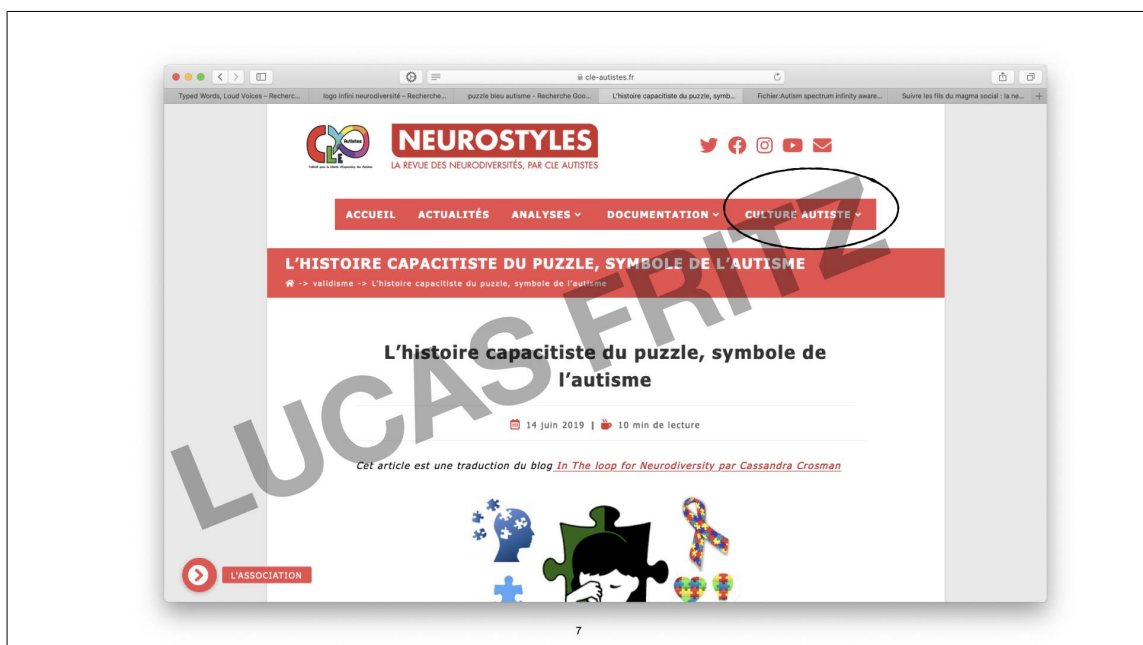 cle-autistes.fr
Typed Words, Loud Voices – Recherc...
logo infini neurodiversité – Recherche...
puzzle bleu autisme - Recherche Goo...
L'histoire capacitiste du puzzle, symb...
Fichier:Autism spectrum infinity aware...
Suivre les fils du magma social : la ne...
Autistes
CLE
NEUROSTYLES
LA REVUE DES NEURODIVERSITÉS, PAR CLE AUTISTES
ACCUEIL ACTUALITÉS ANALYSES DOCUMENTATION CULTURE AUTISTE
L'HISTOIRE CAPACITISTE DU PUZZLE, SYMBOLE DE L'AUTISME
-> validisme -> L'histoire capacitiste du puzzle, symbole de l'autisme
L'histoire capacitiste du puzzle, symbole de
l'autisme
14 juin 2019 | 10 min de lecture
Cet article est une traduction du blog In The loop for Neurodiversity par Cassandra Crosman
L'ASSOCIATION
LUCAS FRITZ
7